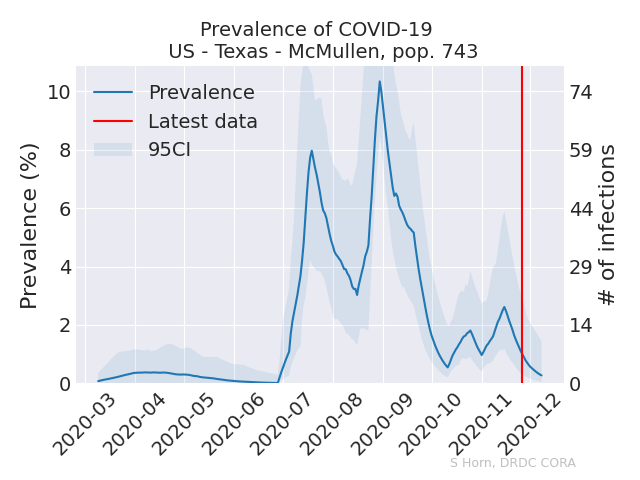 Prevalence of COVID-19
US - Texas - McMullen, pop. 743
Prevalence
Latest data
95CI
Prevalence (%)
10
8
6
4
2
0
74
59
44
29
14
0
# of infections
2020-03
2020-04
2020-05
2020-06
2020-07
2020-08
2020-09
2020-10
2020-11
2020-12
S Horn, DRDC CORA